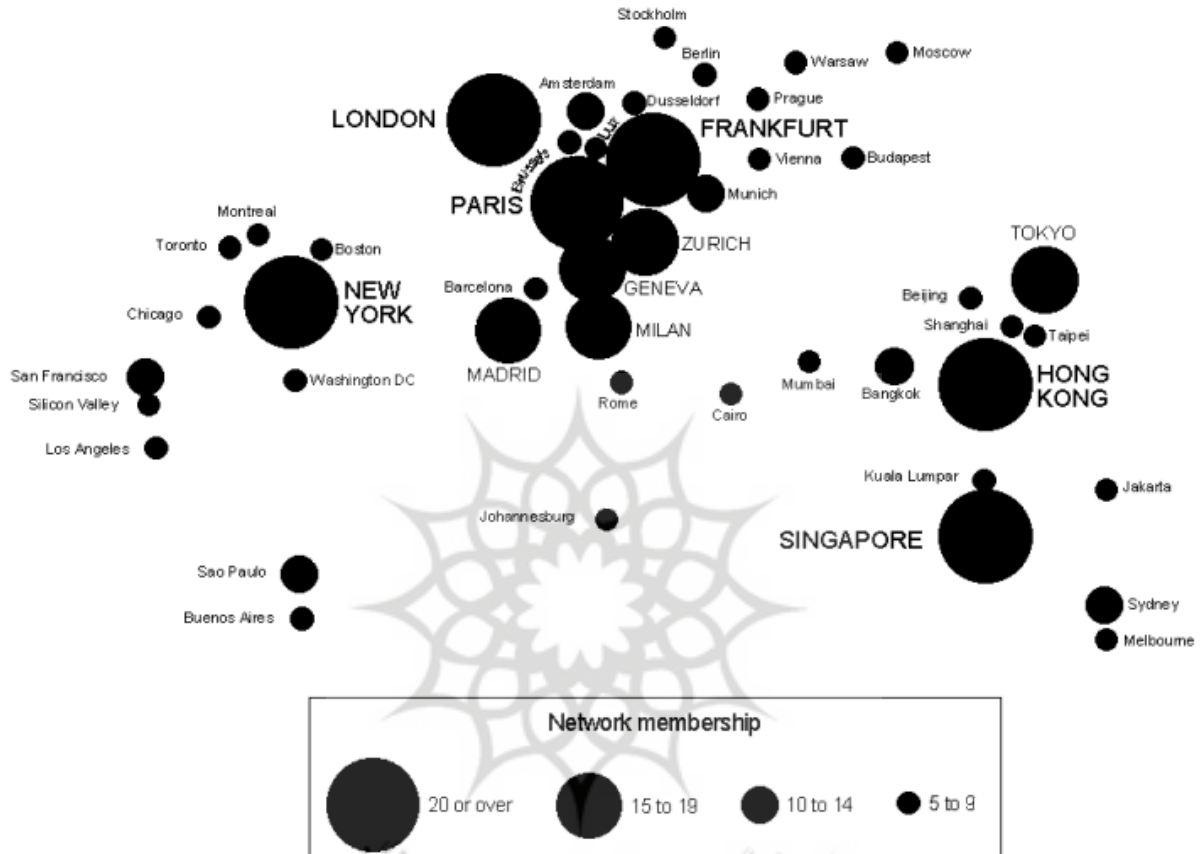 Stockholm
Berlin
Warsaw
Moscow
Amsterdam
Dusseldorf
Prague
LONDON
FRANKFURT
Brussels
Lux
Vienna
Budapest
PARIS
Munich
Montreal
Toronto
Boston
ZURICH
TOKYO
NEW
YORK
Barcelona
GENEVA
Beijing
Chicago
Shanghai
Taipei
MILAN
MADRID
San Francisco
Washington DC
Mumbai
Bangkok
HONG
KONG
Silicon Valley
Rome
Cairo
Los Angeles
Kuala Lumpar
Jakarta
Johannesburg
SINGAPORE
Sao Paulo
Sydney
Buenos Aires
Melbourne
Network membership
20 or over
15 to 19
10 to 14
5 to 9